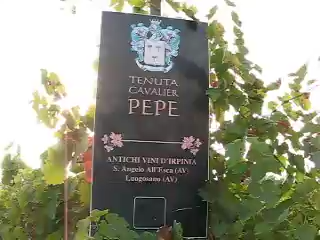 TENUTA
CAVALIER
PEPE
ANTICHI VINI D'IRPINIA
S. Angelo All'Esca (AV)
Luogosano (AV)